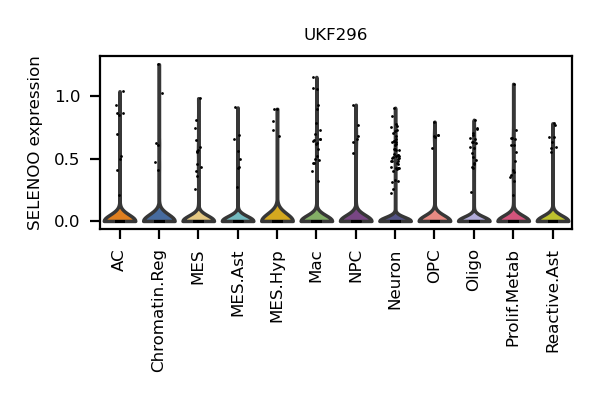 UKF296
SELENOO expression
1.0
0.5
0.0
AC
Chromatin.Reg
MES
MES.Ast
MES.Hyp
Mac
NPC
Neuron
OPC
Oligo
Prolif.Metab
Reactive.Ast